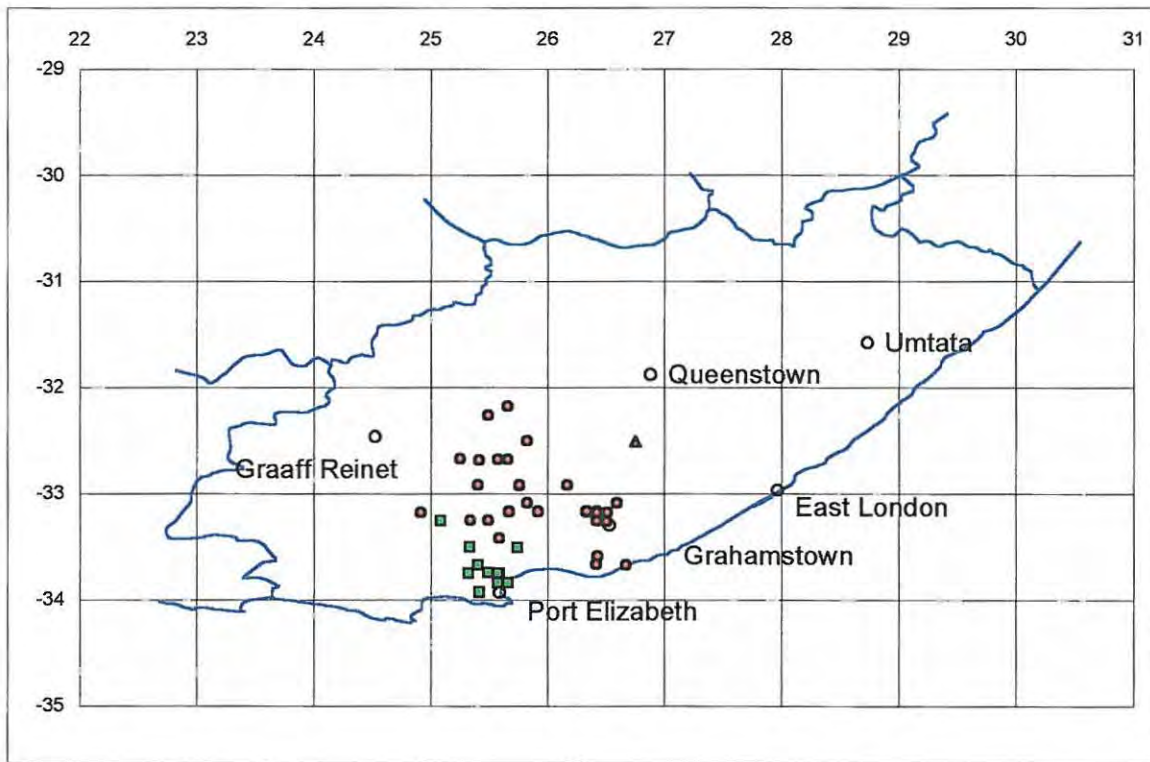 22 23 24 25 26 27 28 29 30 31
-29
-30
-31
Umtata
-32
Queenstown
Graaff Reinet
-33
East London
Grahamstown
-34
Port Elizabeth
-35